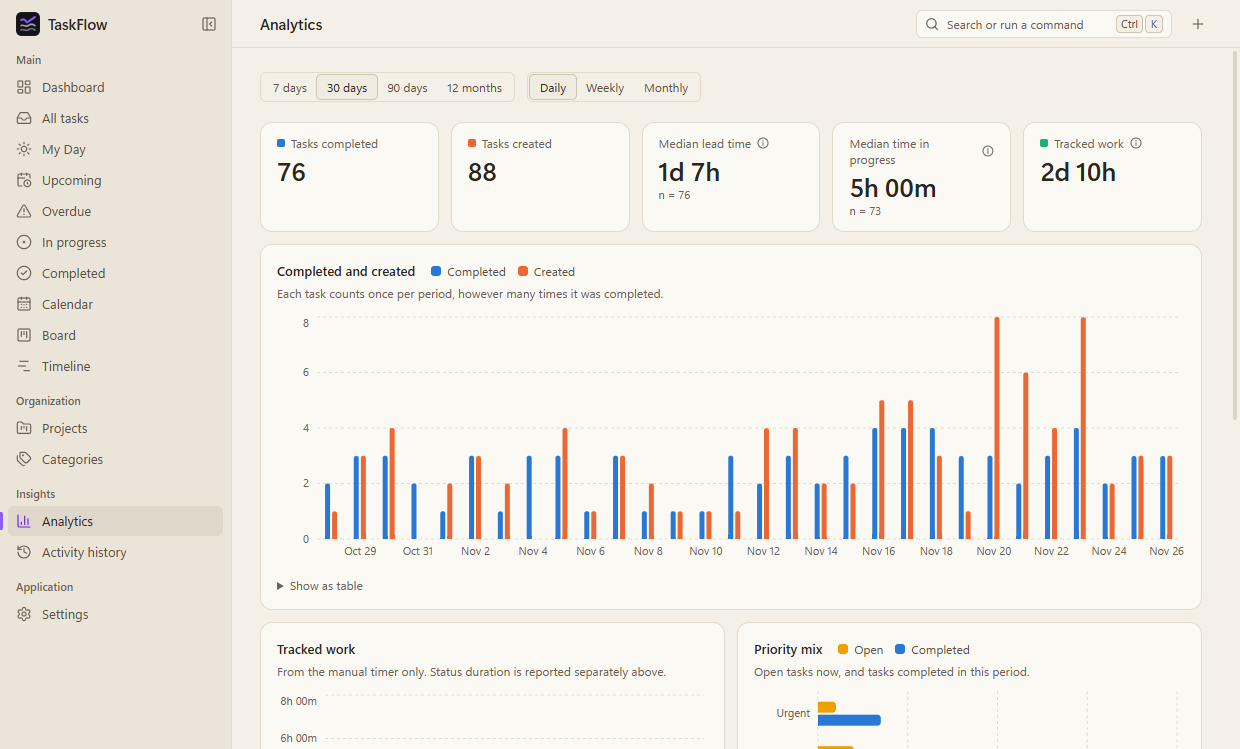 TaskFlow
Main
Dashboard
All tasks
My Day
Upcoming
Overdue
In progress
Completed
Calendar
Board
Timeline
Organization
Projects
Categories
Insights
Analytics
Activity history
Application
Settings
Analytics
Search or run a command Ctrl K
7 days 30 days 90 days 12 months Daily Weekly Monthly
Tasks completed
76
Tasks created
88
Median lead time
1d 7h
n = 76
Median time in
progress
5h 00m
n = 73
Tracked work
2d 10h
Completed and created Completed Created
Each task counts once per period, however many times it was completed.
8
6
4
2
0
Oct 29 Oct 31 Nov 2 Nov 4 Nov 6 Nov 8 Nov 10 Nov 12 Nov 14 Nov 16 Nov 18 Nov 20 Nov 22 Nov 24 Nov 26
Show as table
Tracked work
From the manual timer only. Status duration is reported separately above.
8h 00m
6h 00m
Priority mix Open Completed
Open tasks now, and tasks completed in this period.
Urgent